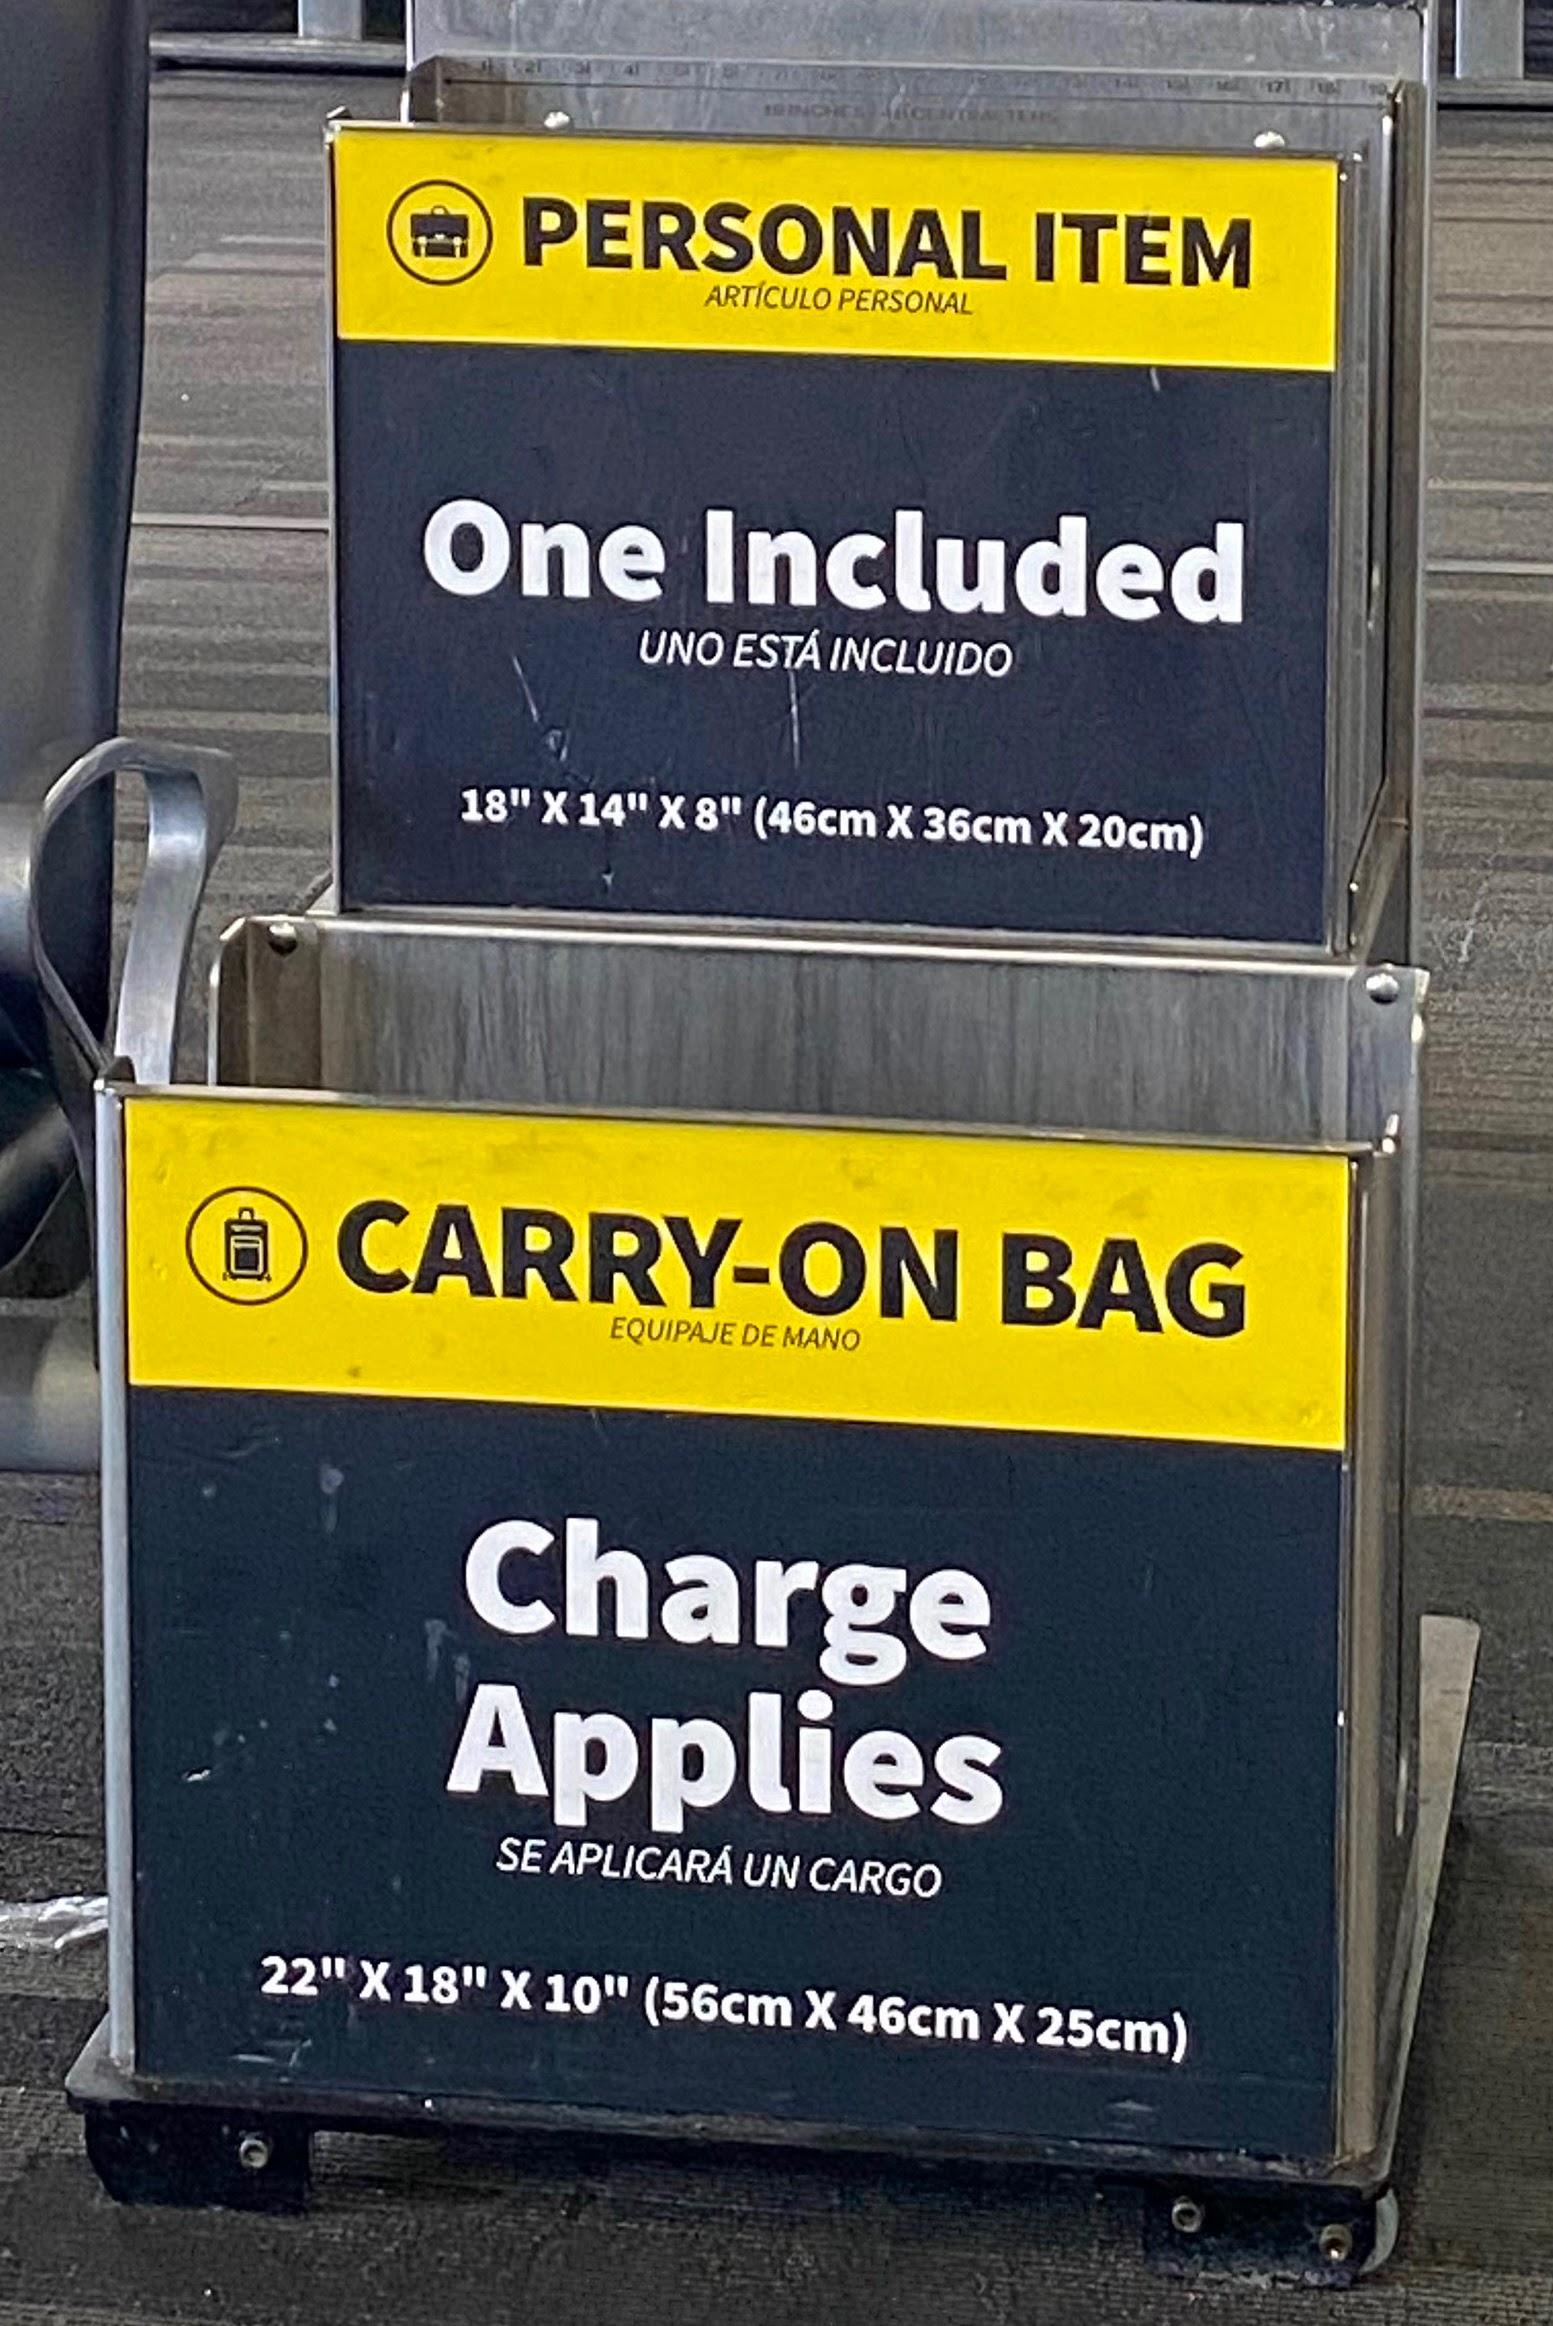 PERSONAL ITEM
ARTÍCULO PERSONAL
One Included
UNO ESTÁ INCLUIDO
18" X 14" X 8" (46cm X 36cm X 20cm)
CARRY-ON BAG
EQUIPAJE DE MANO
Charge
Applies
SE APLICARÁ UN CARGO
22" X 18" X 10" (56cm X 46cm X 25cm)